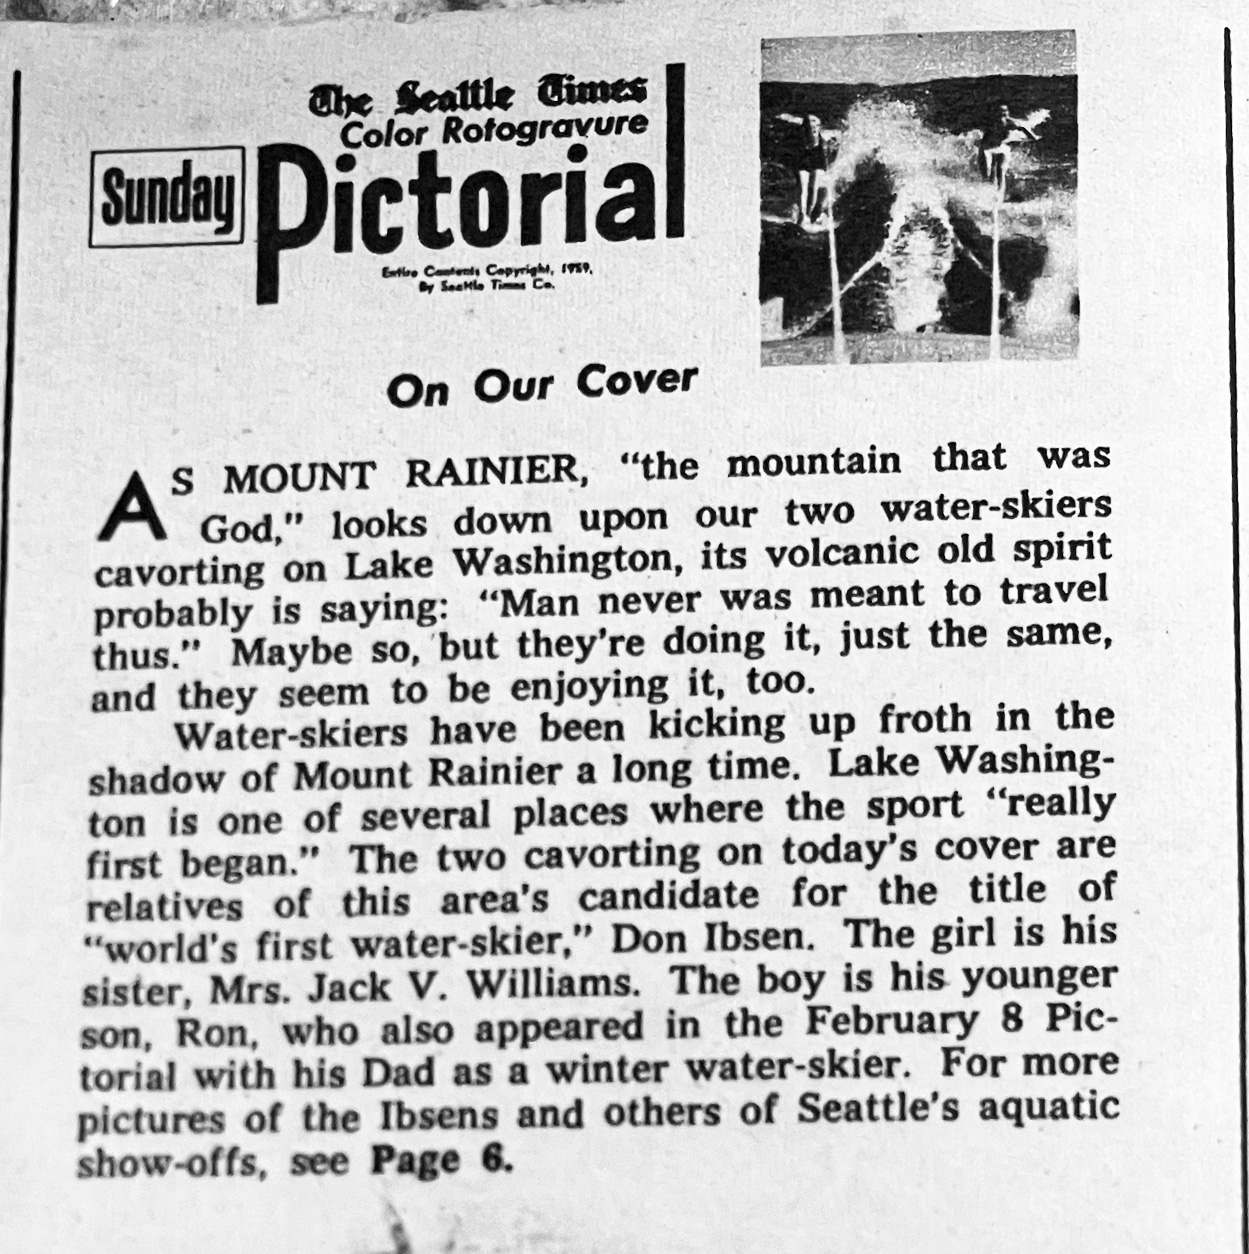 The Seattle Times
Color Rotogravure
Sunday
Pictorial
Entire Contents Copyright, 1959,
By Seattle Times Co.
On Our Cover
AS MOUNT RAINIER, "the mountain that was
God," looks down upon our two water-skiers
cavorting on Lake Washington, its volcanic old spirit
probably is saying: "Man never was meant to travel
thus." Maybe so, but they're doing it, just the same,
and they seem to be enjoying it, too.
Water-skiers have been kicking up froth in the
shadow of Mount Rainier a long time. Lake Washing-
ton is one of several places where the sport "really
first began." The two cavorting on today's cover are
relatives of this area's candidate for the title of
"world's first water-skier," Don Ibsen. The girl is his
sister, Mrs. Jack V. Williams. The boy is his younger
son, Ron, who also appeared in the February 8 Pic-
torial with his Dad as a winter water-skier. For more
pictures of the Ibsens and others of Seattle's aquatic
show-offs, see Page 6.